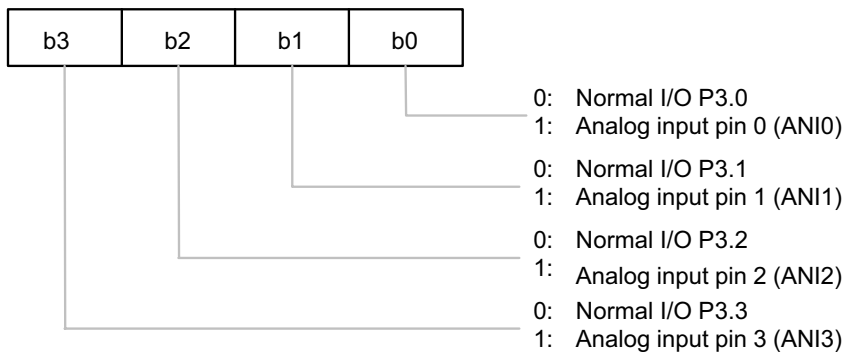 b3 b2 b1 b0
0: Normal I/O P3.0
1: Analog input pin 0 (ANI0)
0: Normal I/O P3.1
1: Analog input pin 1 (ANI1)
0: Normal I/O P3.2
1: Analog input pin 2 (ANI2)
0: Normal I/O P3.3
1: Analog input pin 3 (ANI3)